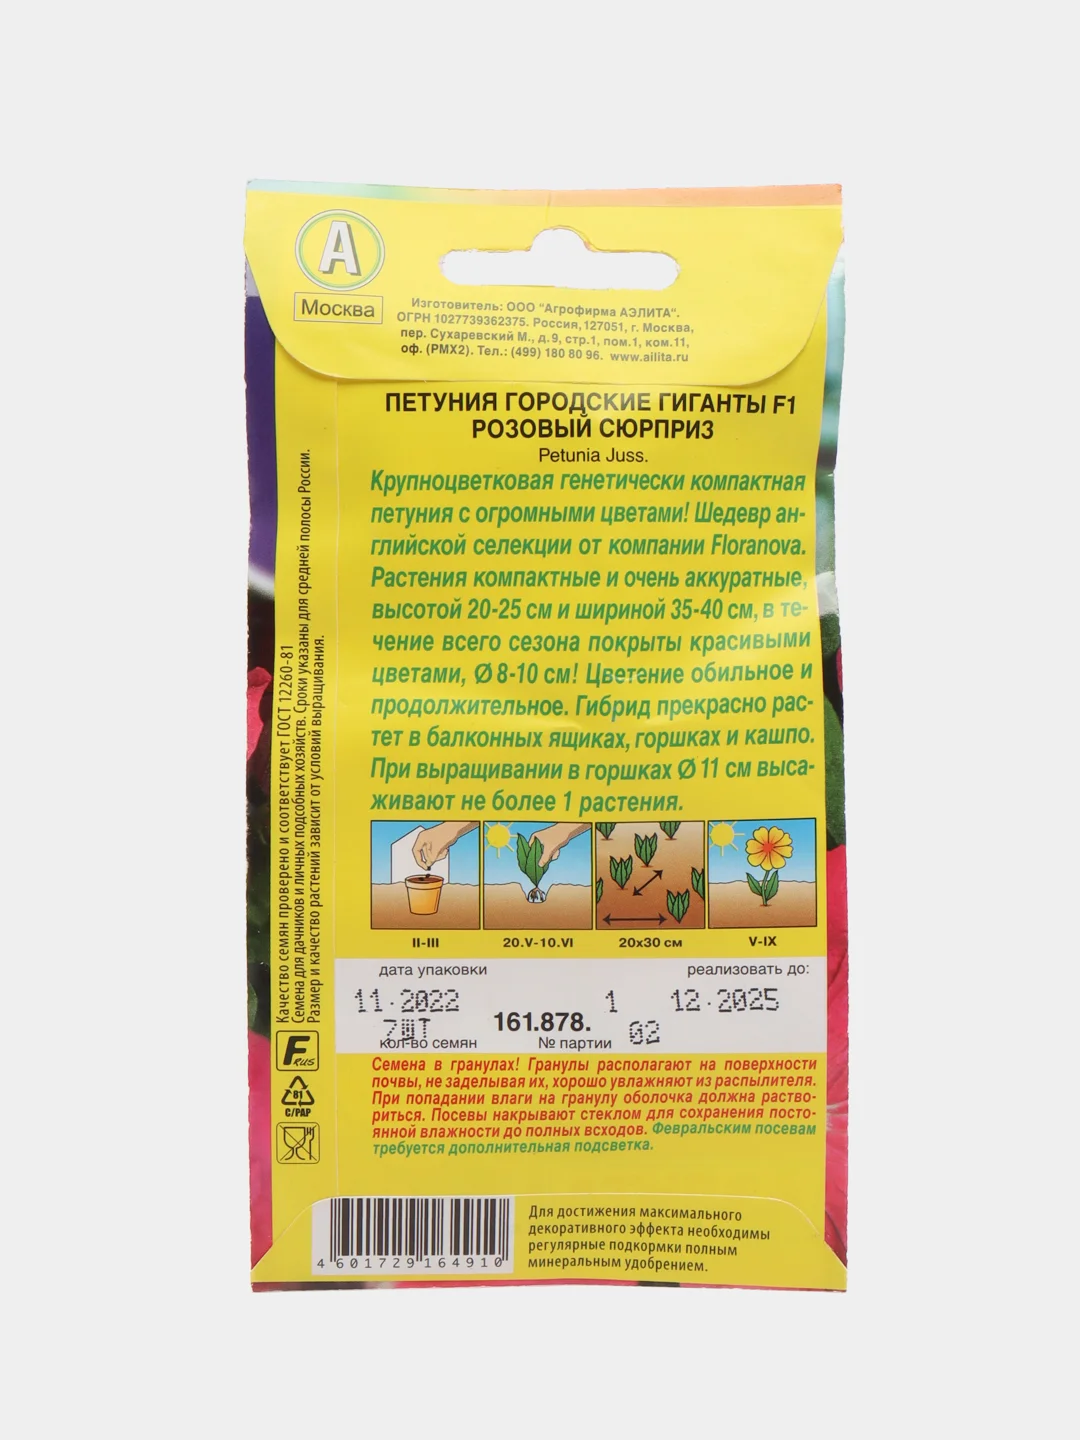 А
Москва
Изготовитель: ООО "Агрофирма АЭЛИТА".
ОГРН 1027739362375. Россия,127051, г. Москва,
пер. Сухаревский М., д.9, стр.1, пом.1, ком.11,
оф. (РМХ2). Тел.: (499) 180 80 96. www.ailita.ru
ПЕТУНИЯ ГОРОДСКИЕ ГИГАНТЫ F1
РОЗОВЫЙ СЮРПРИЗ
Petunia Juss.
Крупноцветковая генетически компактная
петуния с огромными цветами! Шедевр ан-
глийской селекции от компании Floranova.
Растения компактные и очень аккуратные,
высотой 20-25 см и шириной 35-40 см, в те-
чение всего сезона покрыты красивыми
цветами, Ø 8-10 см! Цветение обильное и
продолжительное. Гибрид прекрасно рас-
тет в балконных ящиках, горшках и кашпо.
При выращивании в горшках Ø 11 см выса-
живают не более 1 растения.
II-III
20.V-10.VI
20x30 см
V-IX
дата упаковки
реализовать до:
11.2022
1
12.2025
7ШТ
161.878.
02
кол-во семян
№ партии
Семена в гранулах! Гранулы располагают на поверхности
почвы, не заделывая их, хорошо увлажняют из распылителя.
При попадании влаги на гранулу оболочка должна раство-
риться. Посевы накрывают стеклом для сохранения посто-
янной влажности до полных всходов. Февральским посевам
требуется дополнительная подсветка.
Качество семян проверено и соответствует ГОСТ 12260-81
Семена для дачников и личных подсобных хозяйств. Сроки указаны для средней полосы России.
Размер и качество растений зависит от условий выращивания.
F RUS
81
C/PAP
4 601729 164910
Для достижения максимального
декоративного эффекта необходимы
регулярные подкормки полным
минеральным удобрением.